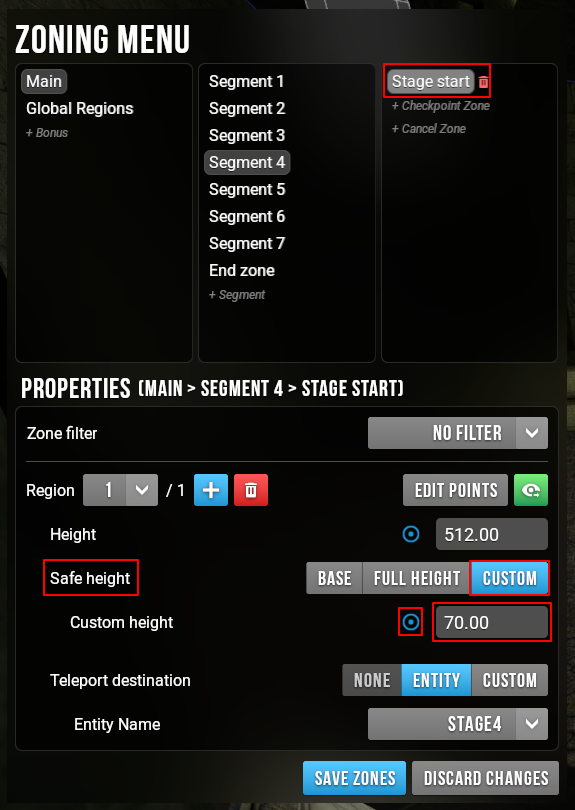 ZONING MENU
Main
Global Regions
+ Bonus
Segment 1
Segment 2
Segment 3
Segment 4
Segment 5
Segment 6
Segment 7
End zone
+ Segment
Stage start
+ Checkpoint Zone
+ Cancel Zone
PROPERTIES (MAIN > SEGMENT 4 > STAGE START)
Zone filter NO FILTER
Region 1 / 1 + EDIT POINTS
Height 512.00
Safe height BASE FULL HEIGHT CUSTOM
Custom height 70.00
Teleport destination NONE ENTITY CUSTOM
Entity Name STAGE4
SAVE ZONES DISCARD CHANGES